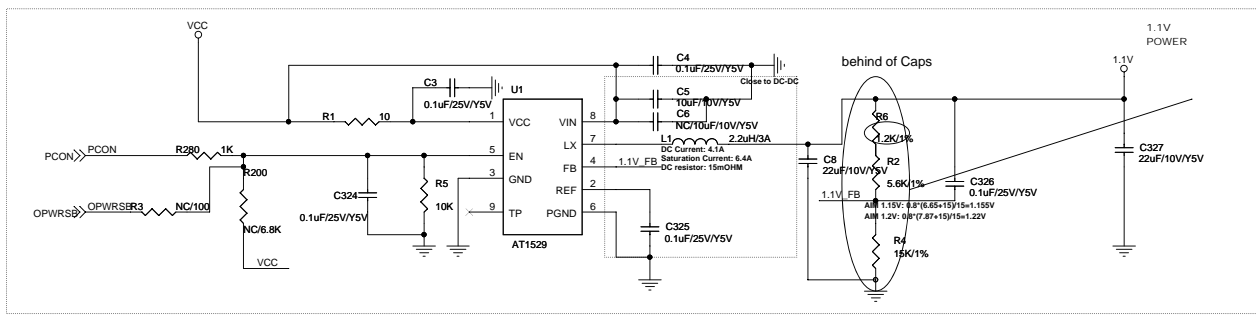 VCC
1.1V
POWER
C4
0.1uF/25V/Y5V
behind of Caps
1.1V
Close to DC-DC
C3
0.1uF/25V/Y5V
U1
C5
10uF/10V/Y5V
C6
NC/10uF/10V/Y5V
R1 10
1 VCC VIN 8
R6
1.2K/1%
LX 7
L1 2.2uH/3A
DC Current: 4.1A
Saturation Current: 6.4A
DC resistor: 15mOHM
PCON PCON R280 1K
5 EN
FB 4 1.1V_FB
C8
22uF/10V/Y5V
R2
5.6K/1%
C327
22uF/10V/Y5V
R200
3 GND
REF 2
C324
0.1uF/25V/Y5V
R5
10K
C326
0.1uF/25V/Y5V
1.1V_FB
AIM 1.15V: 0.8*(6.65+15)/15=1.155V
AIM 1.2V: 0.8*(7.87+15)/15=1.22V
OPWRSB OPWRSB R3 NC/100
9 TP PGND 6
NC/6.8K
C325
0.1uF/25V/Y5V
R4
15K/1%
AT1529
VCC